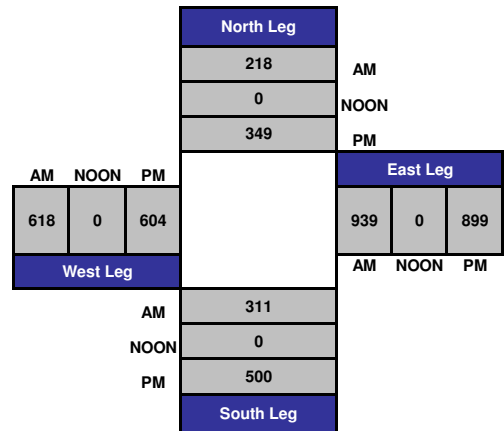 North Leg
218 AM
0 NOON
349 PM
AM NOON PM
East Leg
618 0 604
939 0 899
West Leg
AM NOON PM
AM 311
NOON 0
PM 500
South Leg